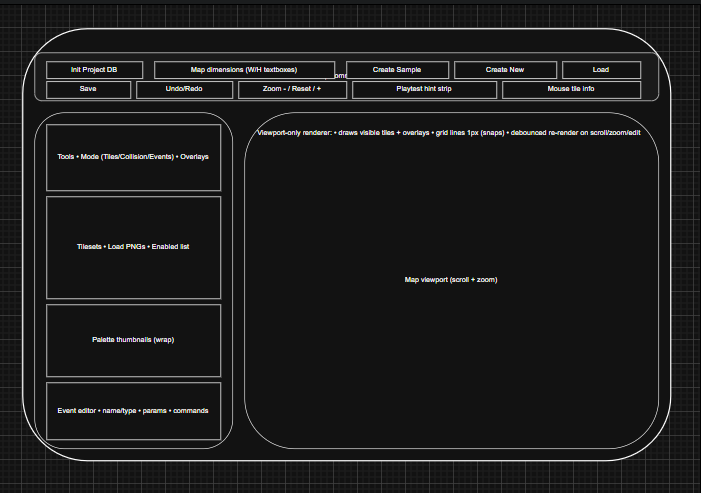 Init Project DB
Map dimensions (W/H textboxes)
Create Sample
Create New
Load
Save
Undo/Redo
Zoom - / Reset / +
Playtest hint strip
Mouse tile info
Tools • Mode (Tiles/Collision/Events) • Overlays
Viewport-only renderer: • draws visible tiles + overlays • grid lines 1px (snaps) • debounced re-render on scroll/zoom/edit
Tilesets • Load PNGs • Enabled list
Map viewport (scroll + zoom)
Palette thumbnails (wrap)
Event editor • name/type • params • commands